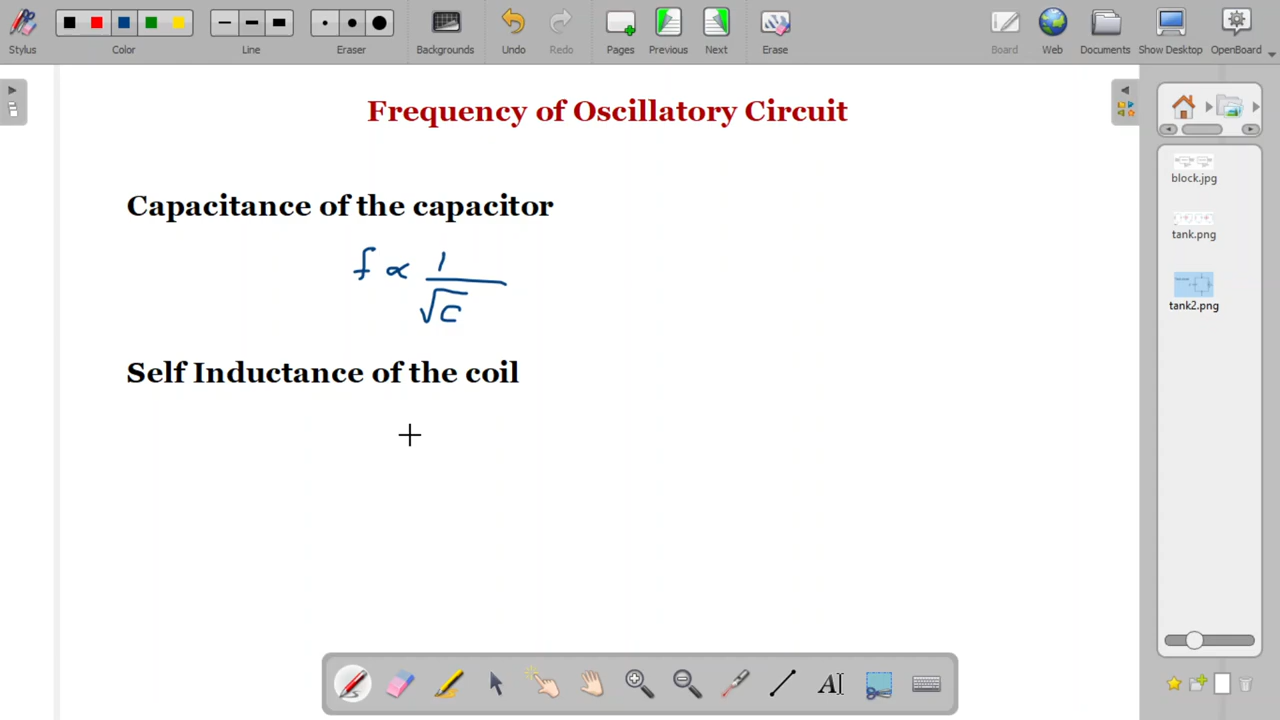 Stylus Color Line Eraser Backgrounds Undo Redo Pages Previous Next Erase Board Web Documents Show Desktop OpenBoard
Frequency of Oscillatory Circuit
Capacitance of the capacitor
f ∝ 1/√C
Self Inductance of the coil
block.jpg
tank.png
tank2.png